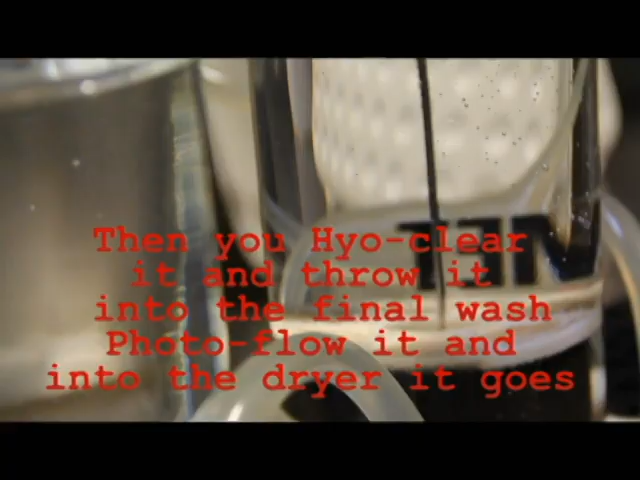 Then you Hyo-clear
it and throw it
into the final wash
Photo-flow it and
into the dryer it goes